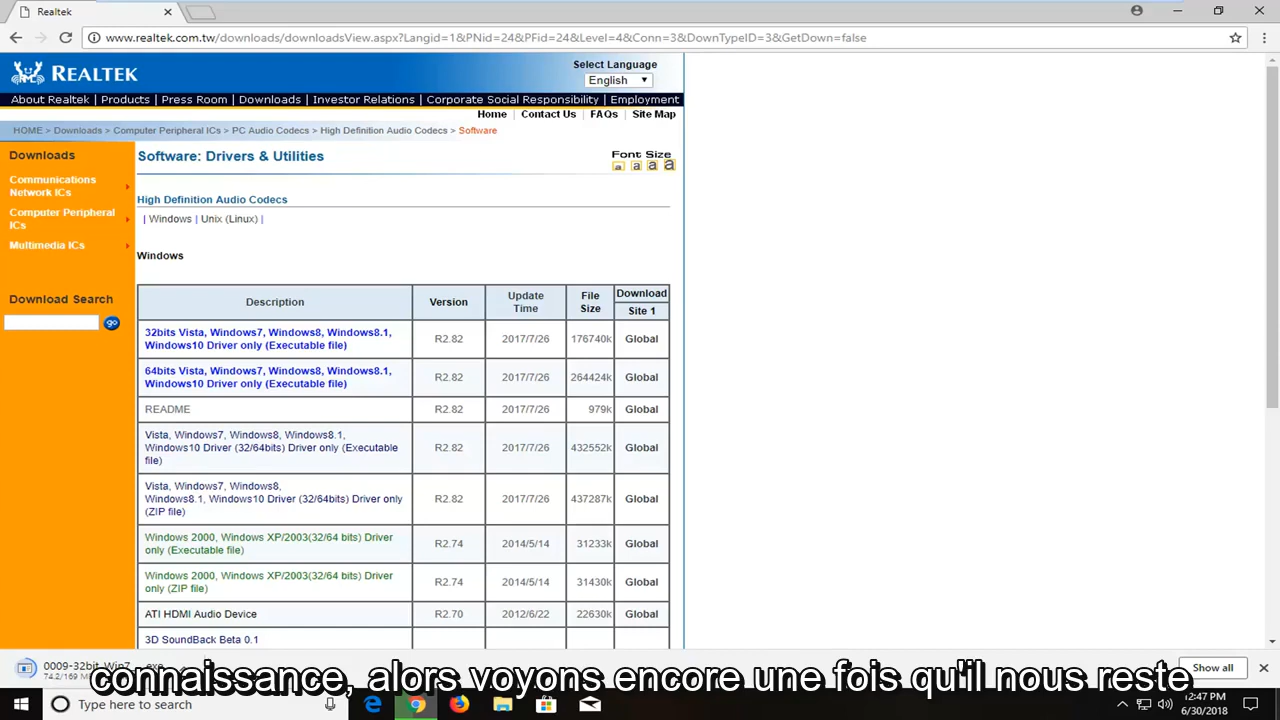 Realtek
www.realtek.com.tw/downloads/downloadsView.aspx?Langid=1&PNid=24&PFid=24&Level=4&Conn=3&DownTypeID=3&GetDown=false
REALTEK
Select Language
English
About Realtek | Products | Press Room | Downloads | Investor Relations | Corporate Social Responsibility | Employment
Home Contact Us FAQs Site Map
HOME > Downloads > Computer Peripheral ICs > PC Audio Codecs > High Definition Audio Codecs > Software
Downloads
Communications
Network ICs
Computer Peripheral
ICs
Multimedia ICs
Download Search
go
Software: Drivers & Utilities
Font Size
a a a a
High Definition Audio Codecs
| Windows | Unix (Linux) |
Windows
Description Version Update Time File Size Download Site 1
32bits Vista, Windows7, Windows8, Windows8.1,
Windows10 Driver only (Executable file) R2.82 2017/7/26 176740k Global
64bits Vista, Windows7, Windows8, Windows8.1,
Windows10 Driver only (Executable file) R2.82 2017/7/26 264424k Global
README R2.82 2017/7/26 979k Global
Vista, Windows7, Windows8, Windows8.1,
Windows10 Driver (32/64bits) Driver only (Executable
file) R2.82 2017/7/26 432552k Global
Vista, Windows7, Windows8,
Windows8.1, Windows10 Driver (32/64bits) Driver only
(ZIP file) R2.82 2017/7/26 437287k Global
Windows 2000, Windows XP/2003(32/64 bits) Driver
only (Executable file) R2.74 2014/5/14 31233k Global
Windows 2000, Windows XP/2003(32/64 bits) Driver
only (ZIP file) R2.74 2014/5/14 31430k Global
ATI HDMI Audio Device R2.70 2012/6/22 22630k Global
3D SoundBack Beta 0.1
0009-32bit_Win7_....exe
74.2/169 MB
Show all
connaissance, alors voyons encore une fois qu'il nous reste
Type here to search
12:47 PM
6/30/2018